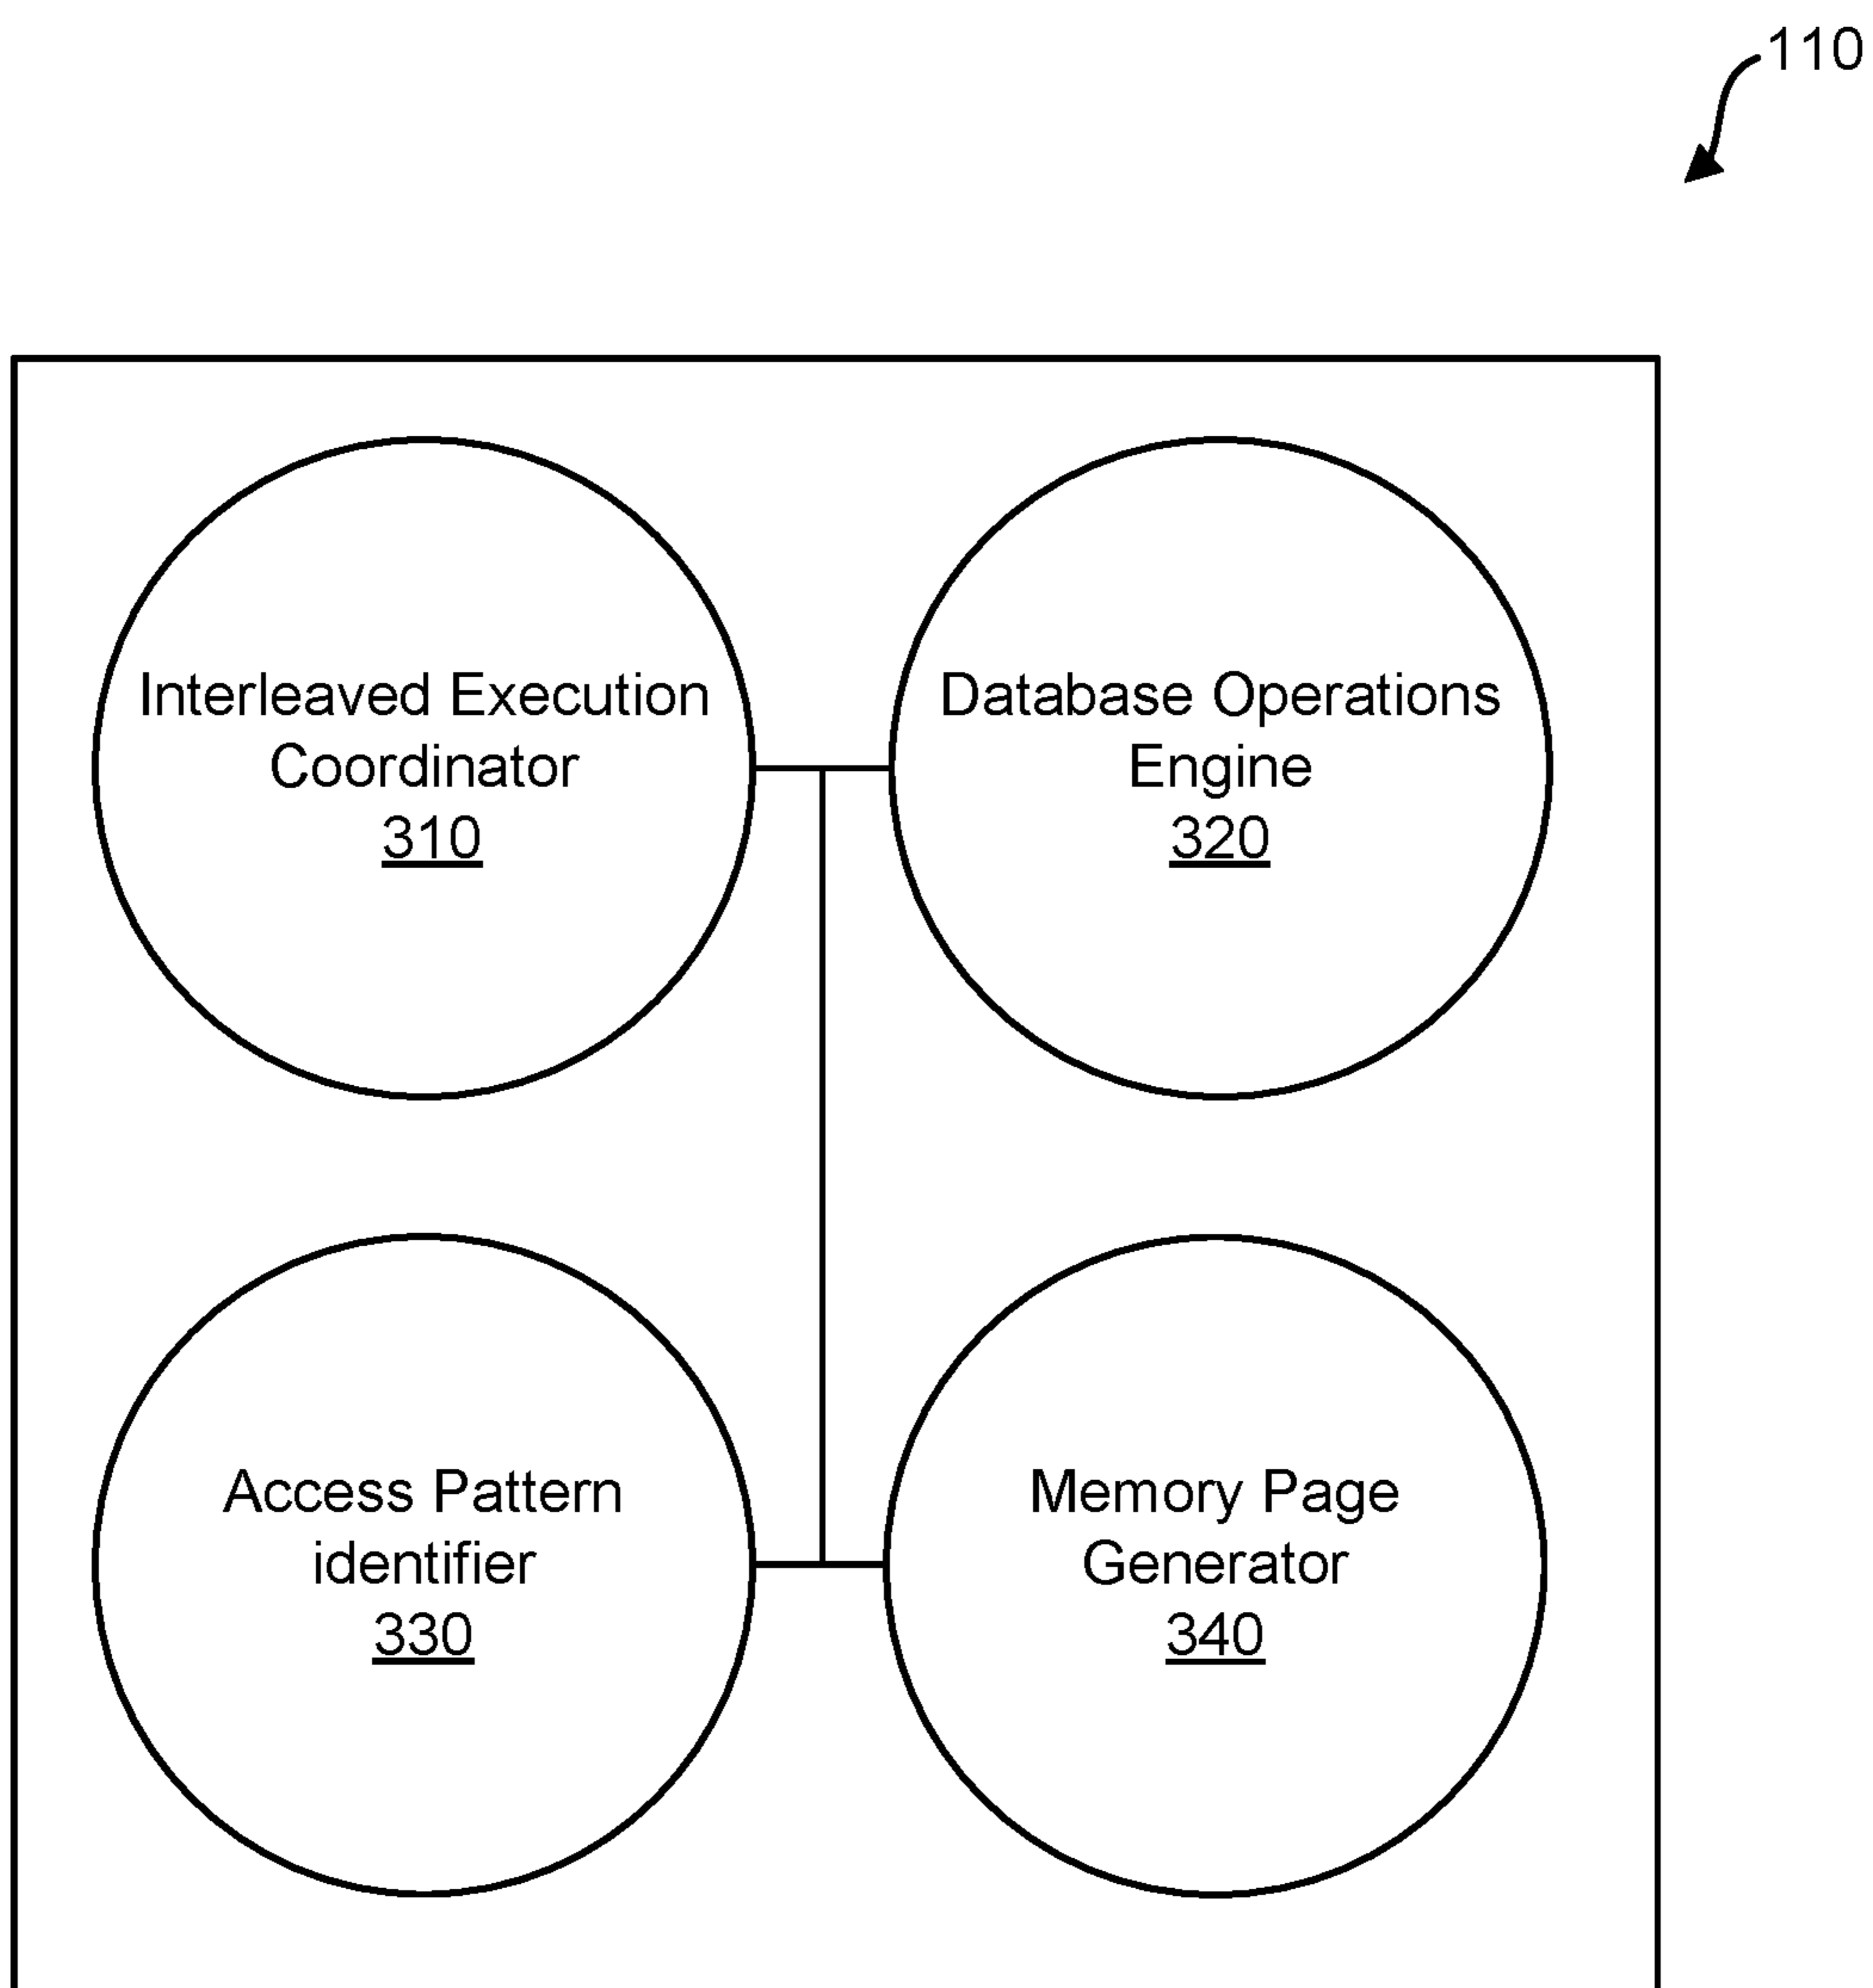 110
Interleaved Execution
Coordinator
310
Database Operations
Engine
320
Access Pattern
identifier
330
Memory Page
Generator
340